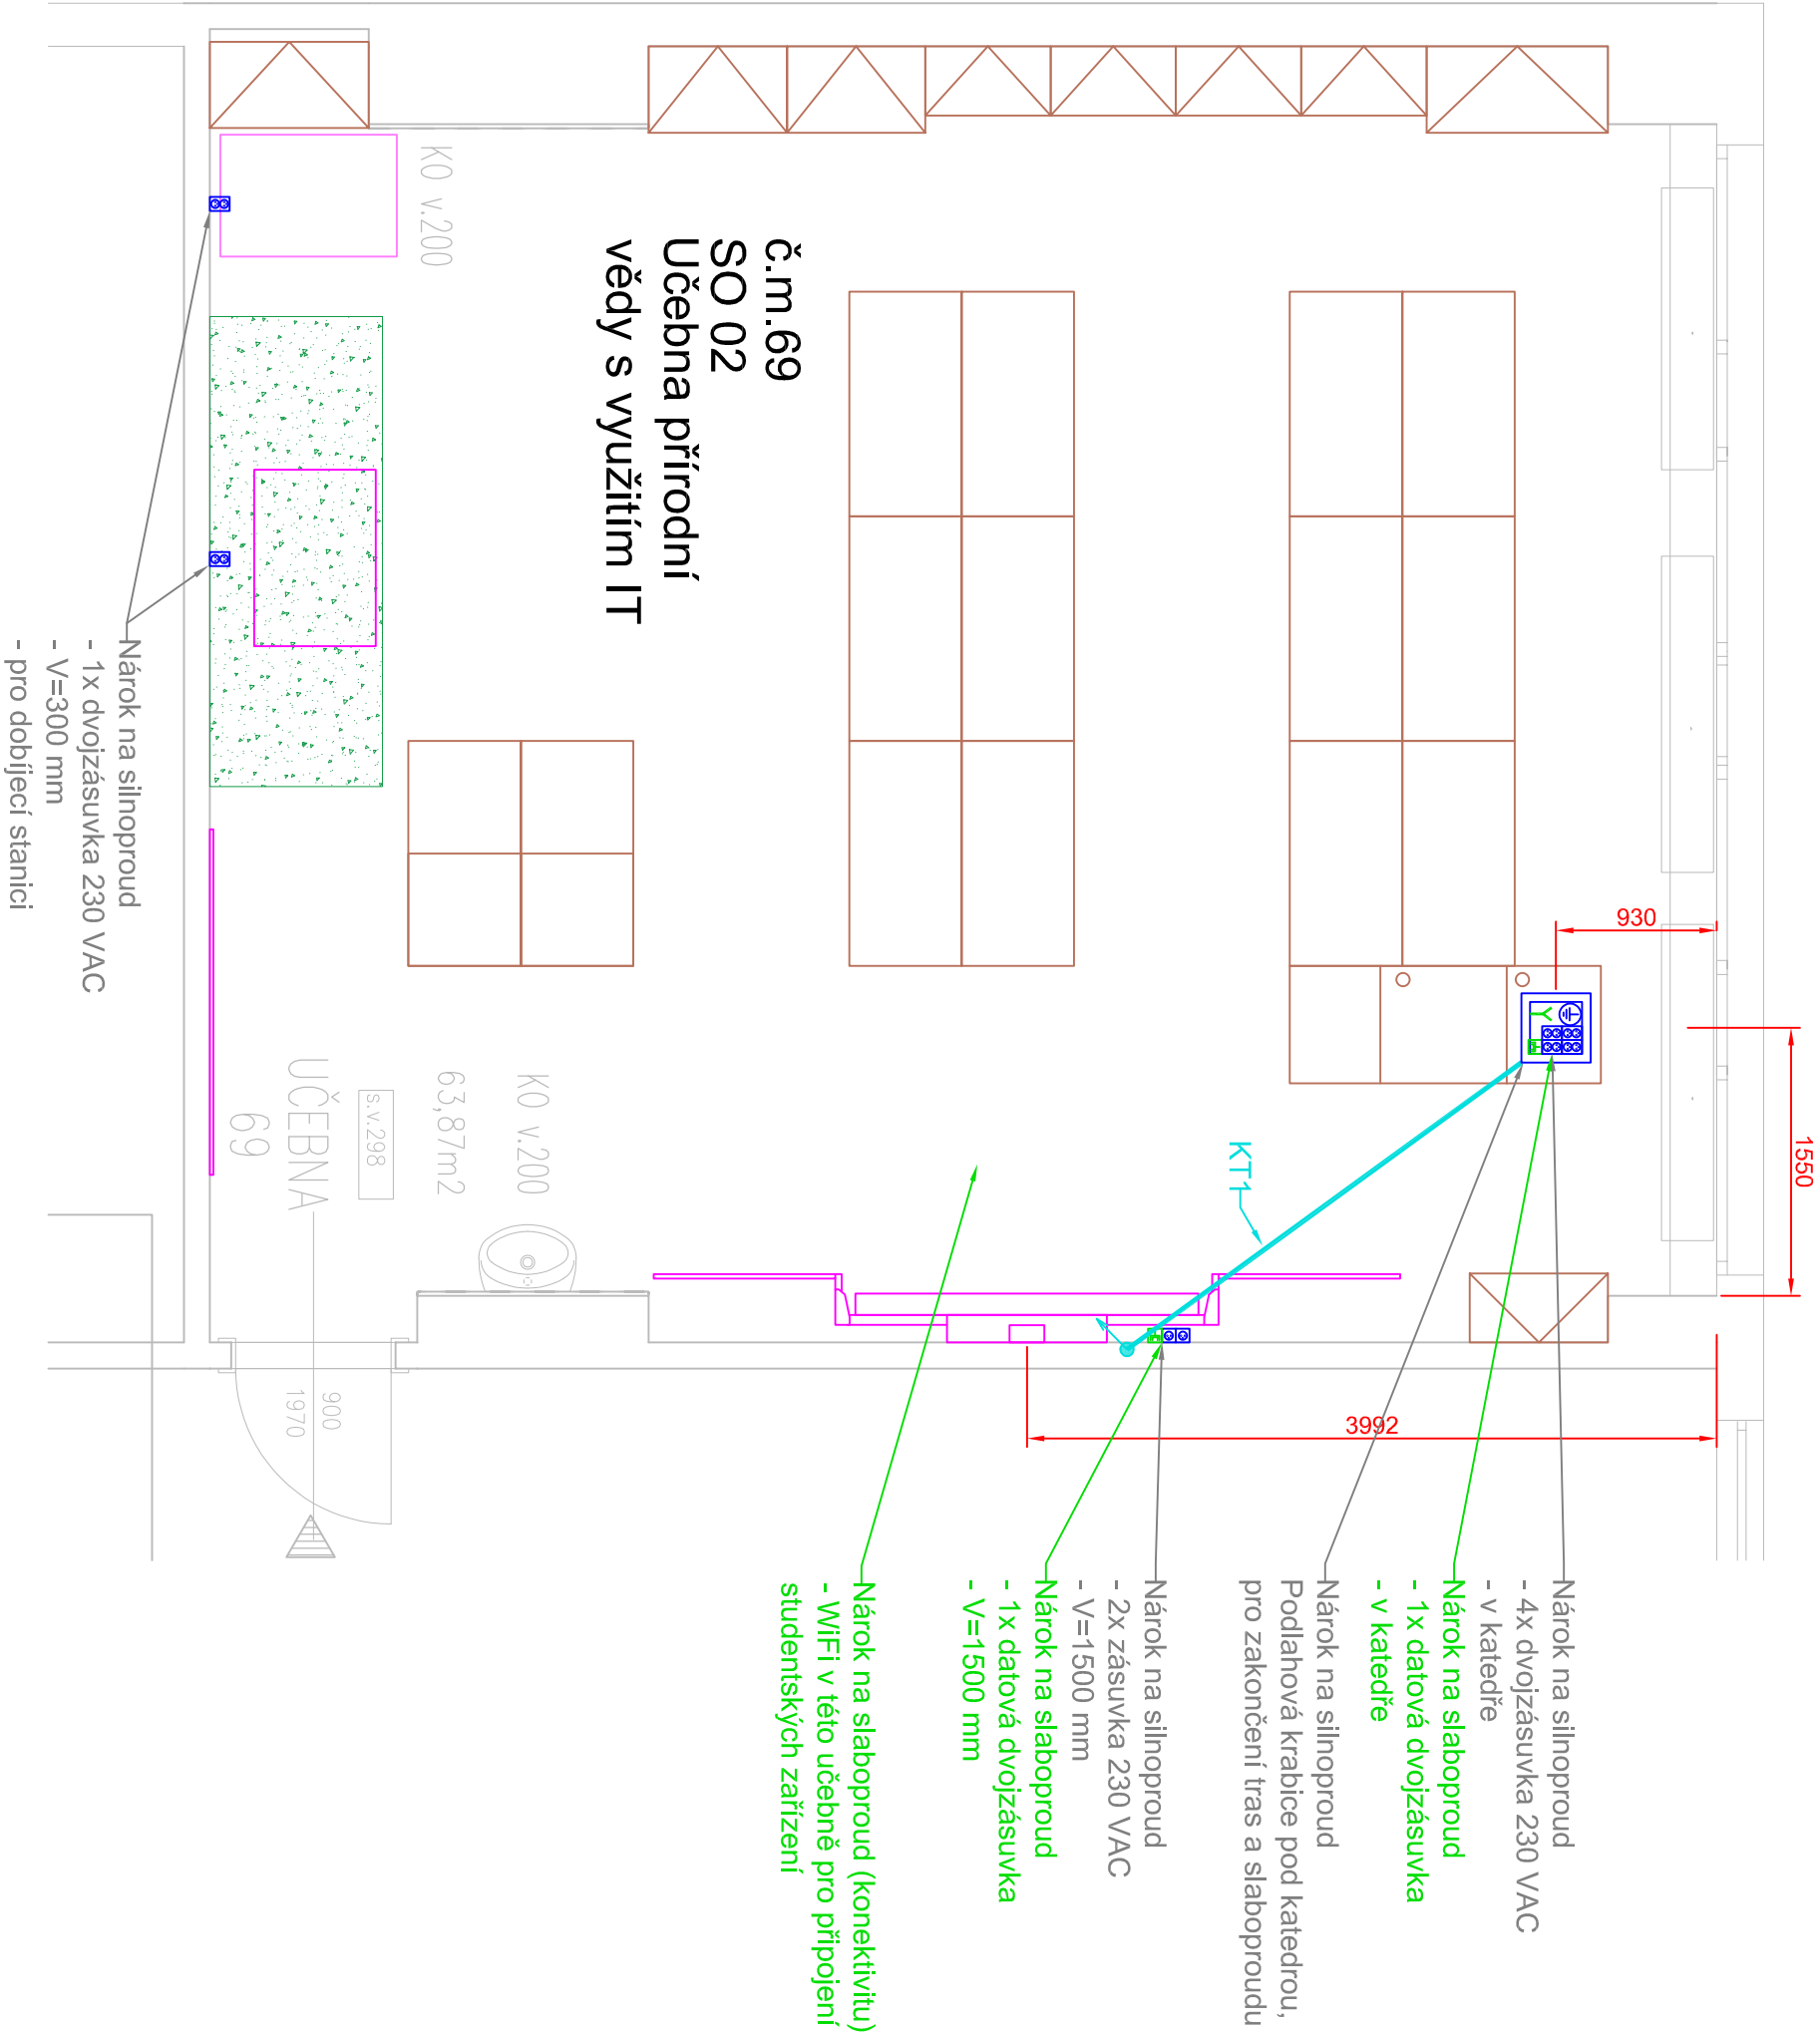 č.m.69
SO 02
Učebna přírodní
vědy s využitím IT
K0 v.200
Nárok na silnoproud
- 1x dvojzásuvka 230 VAC
- V=300 mm
- pro dobíjecí stanici
930
1550
3992
KT1
K0 v.200
63,87m2
s.v.298
UČEBNA
69
900
1970
Nárok na silnoproud
- 4x dvojzásuvka 230 VAC
- v katedře
Nárok na slaboproud
- 1x datová dvojzásuvka
- v katedře
Nárok na silnoproud
Podlahová krabice pod katedrou,
pro zakončení tras a slaboproudu
Nárok na silnoproud
- 2x zásuvka 230 VAC
- V=1500 mm
Nárok na slaboproud
- 1x datová dvojzásuvka
- V=1500 mm
Nárok na slaboproud (konektivitu)
- WiFi v této učebně pro připojení
studentských zařízení